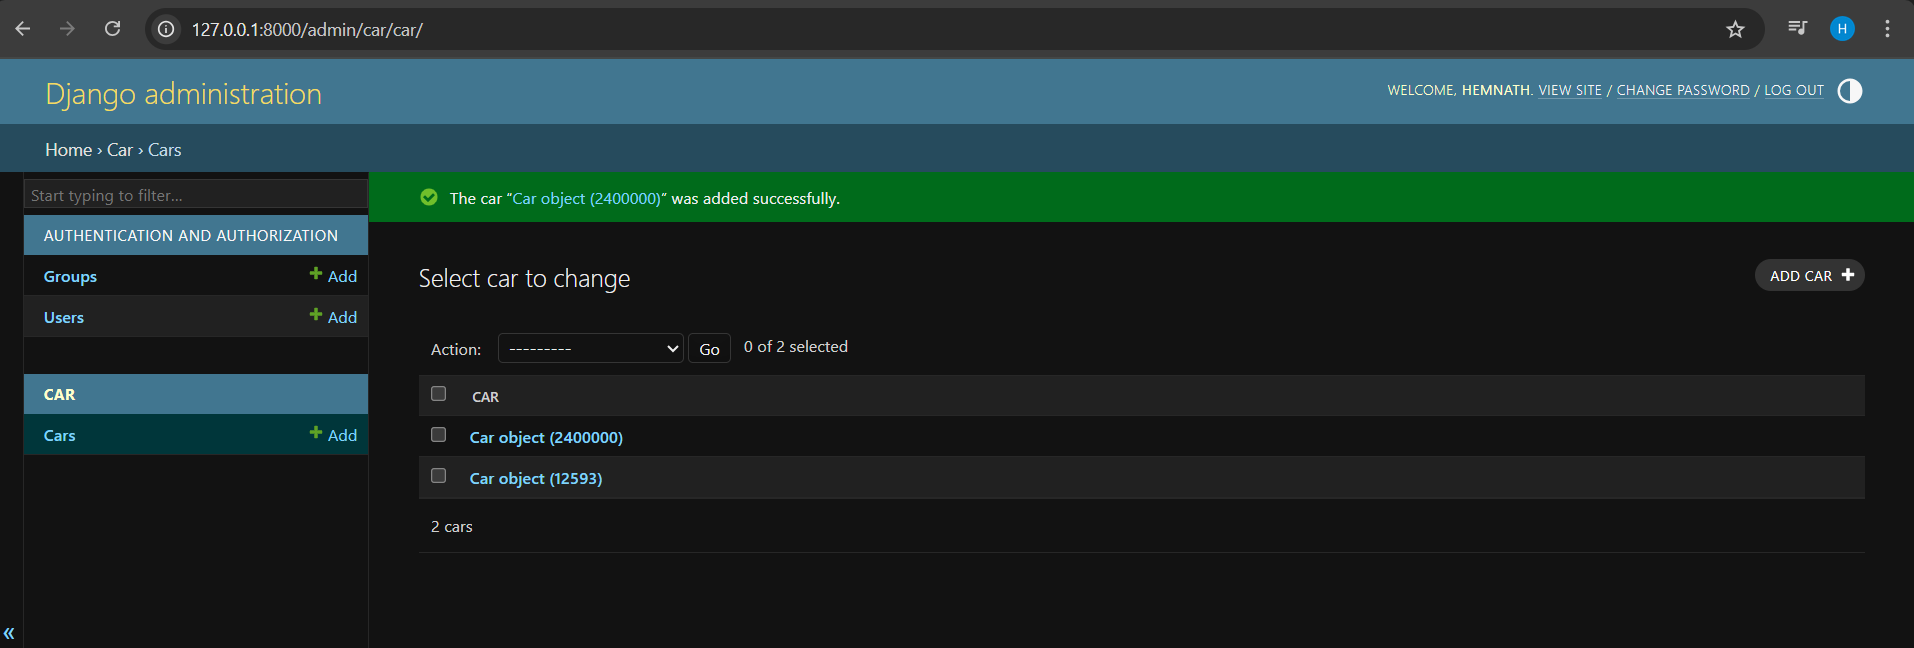 127.0.0.1:8000/admin/car/car/
H
Django administration
WELCOME, HEMNATH. VIEW SITE / CHANGE PASSWORD / LOG OUT
Home › Car › Cars
Start typing to filter...
AUTHENTICATION AND AUTHORIZATION
Groups
Add
Users
Add
CAR
Cars
Add
The car “Car object (2400000)” was added successfully.
Select car to change
ADD CAR
Action: --------- Go 0 of 2 selected
CAR
Car object (2400000)
Car object (12593)
2 cars
«